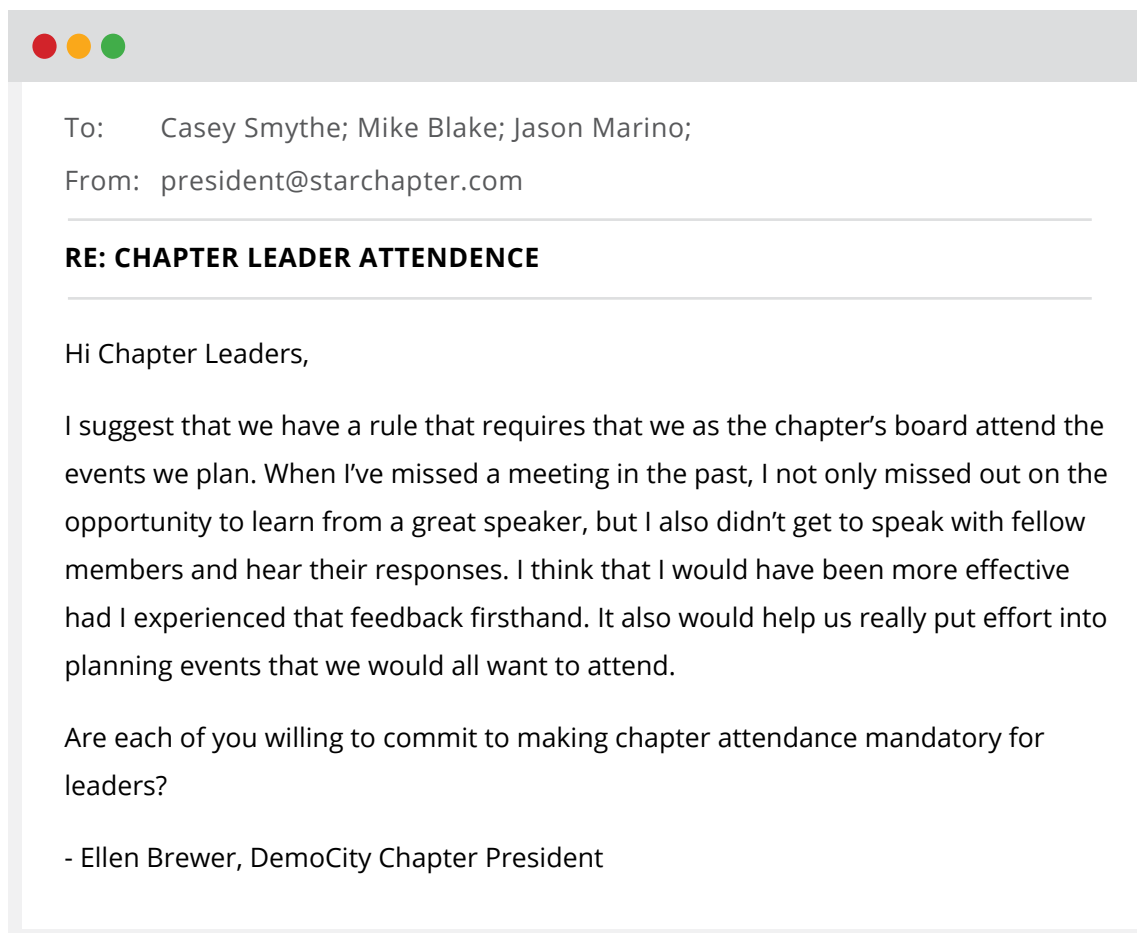 To: Casey Smythe; Mike Blake; Jason Marino;
From: president@starchapter.com
RE: CHAPTER LEADER ATTENDENCE
Hi Chapter Leaders,
I suggest that we have a rule that requires that we as the chapter’s board attend the
events we plan. When I’ve missed a meeting in the past, I not only missed out on the
opportunity to learn from a great speaker, but I also didn’t get to speak with fellow
members and hear their responses. I think that I would have been more effective
had I experienced that feedback firsthand. It also would help us really put effort into
planning events that we would all want to attend.
Are each of you willing to commit to making chapter attendance mandatory for
leaders?
- Ellen Brewer, DemoCity Chapter President